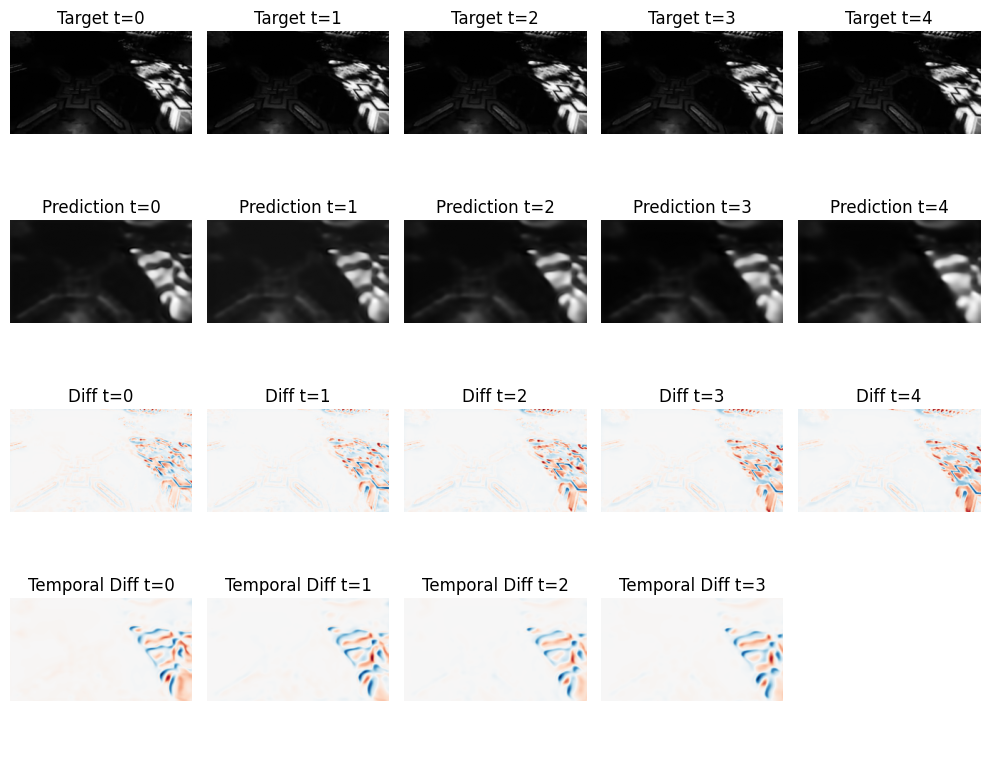 Target t=0 Target t=1 Target t=2 Target t=3 Target t=4
Prediction t=0 Prediction t=1 Prediction t=2 Prediction t=3 Prediction t=4
Diff t=0 Diff t=1 Diff t=2 Diff t=3 Diff t=4
Temporal Diff t=0 Temporal Diff t=1 Temporal Diff t=2 Temporal Diff t=3